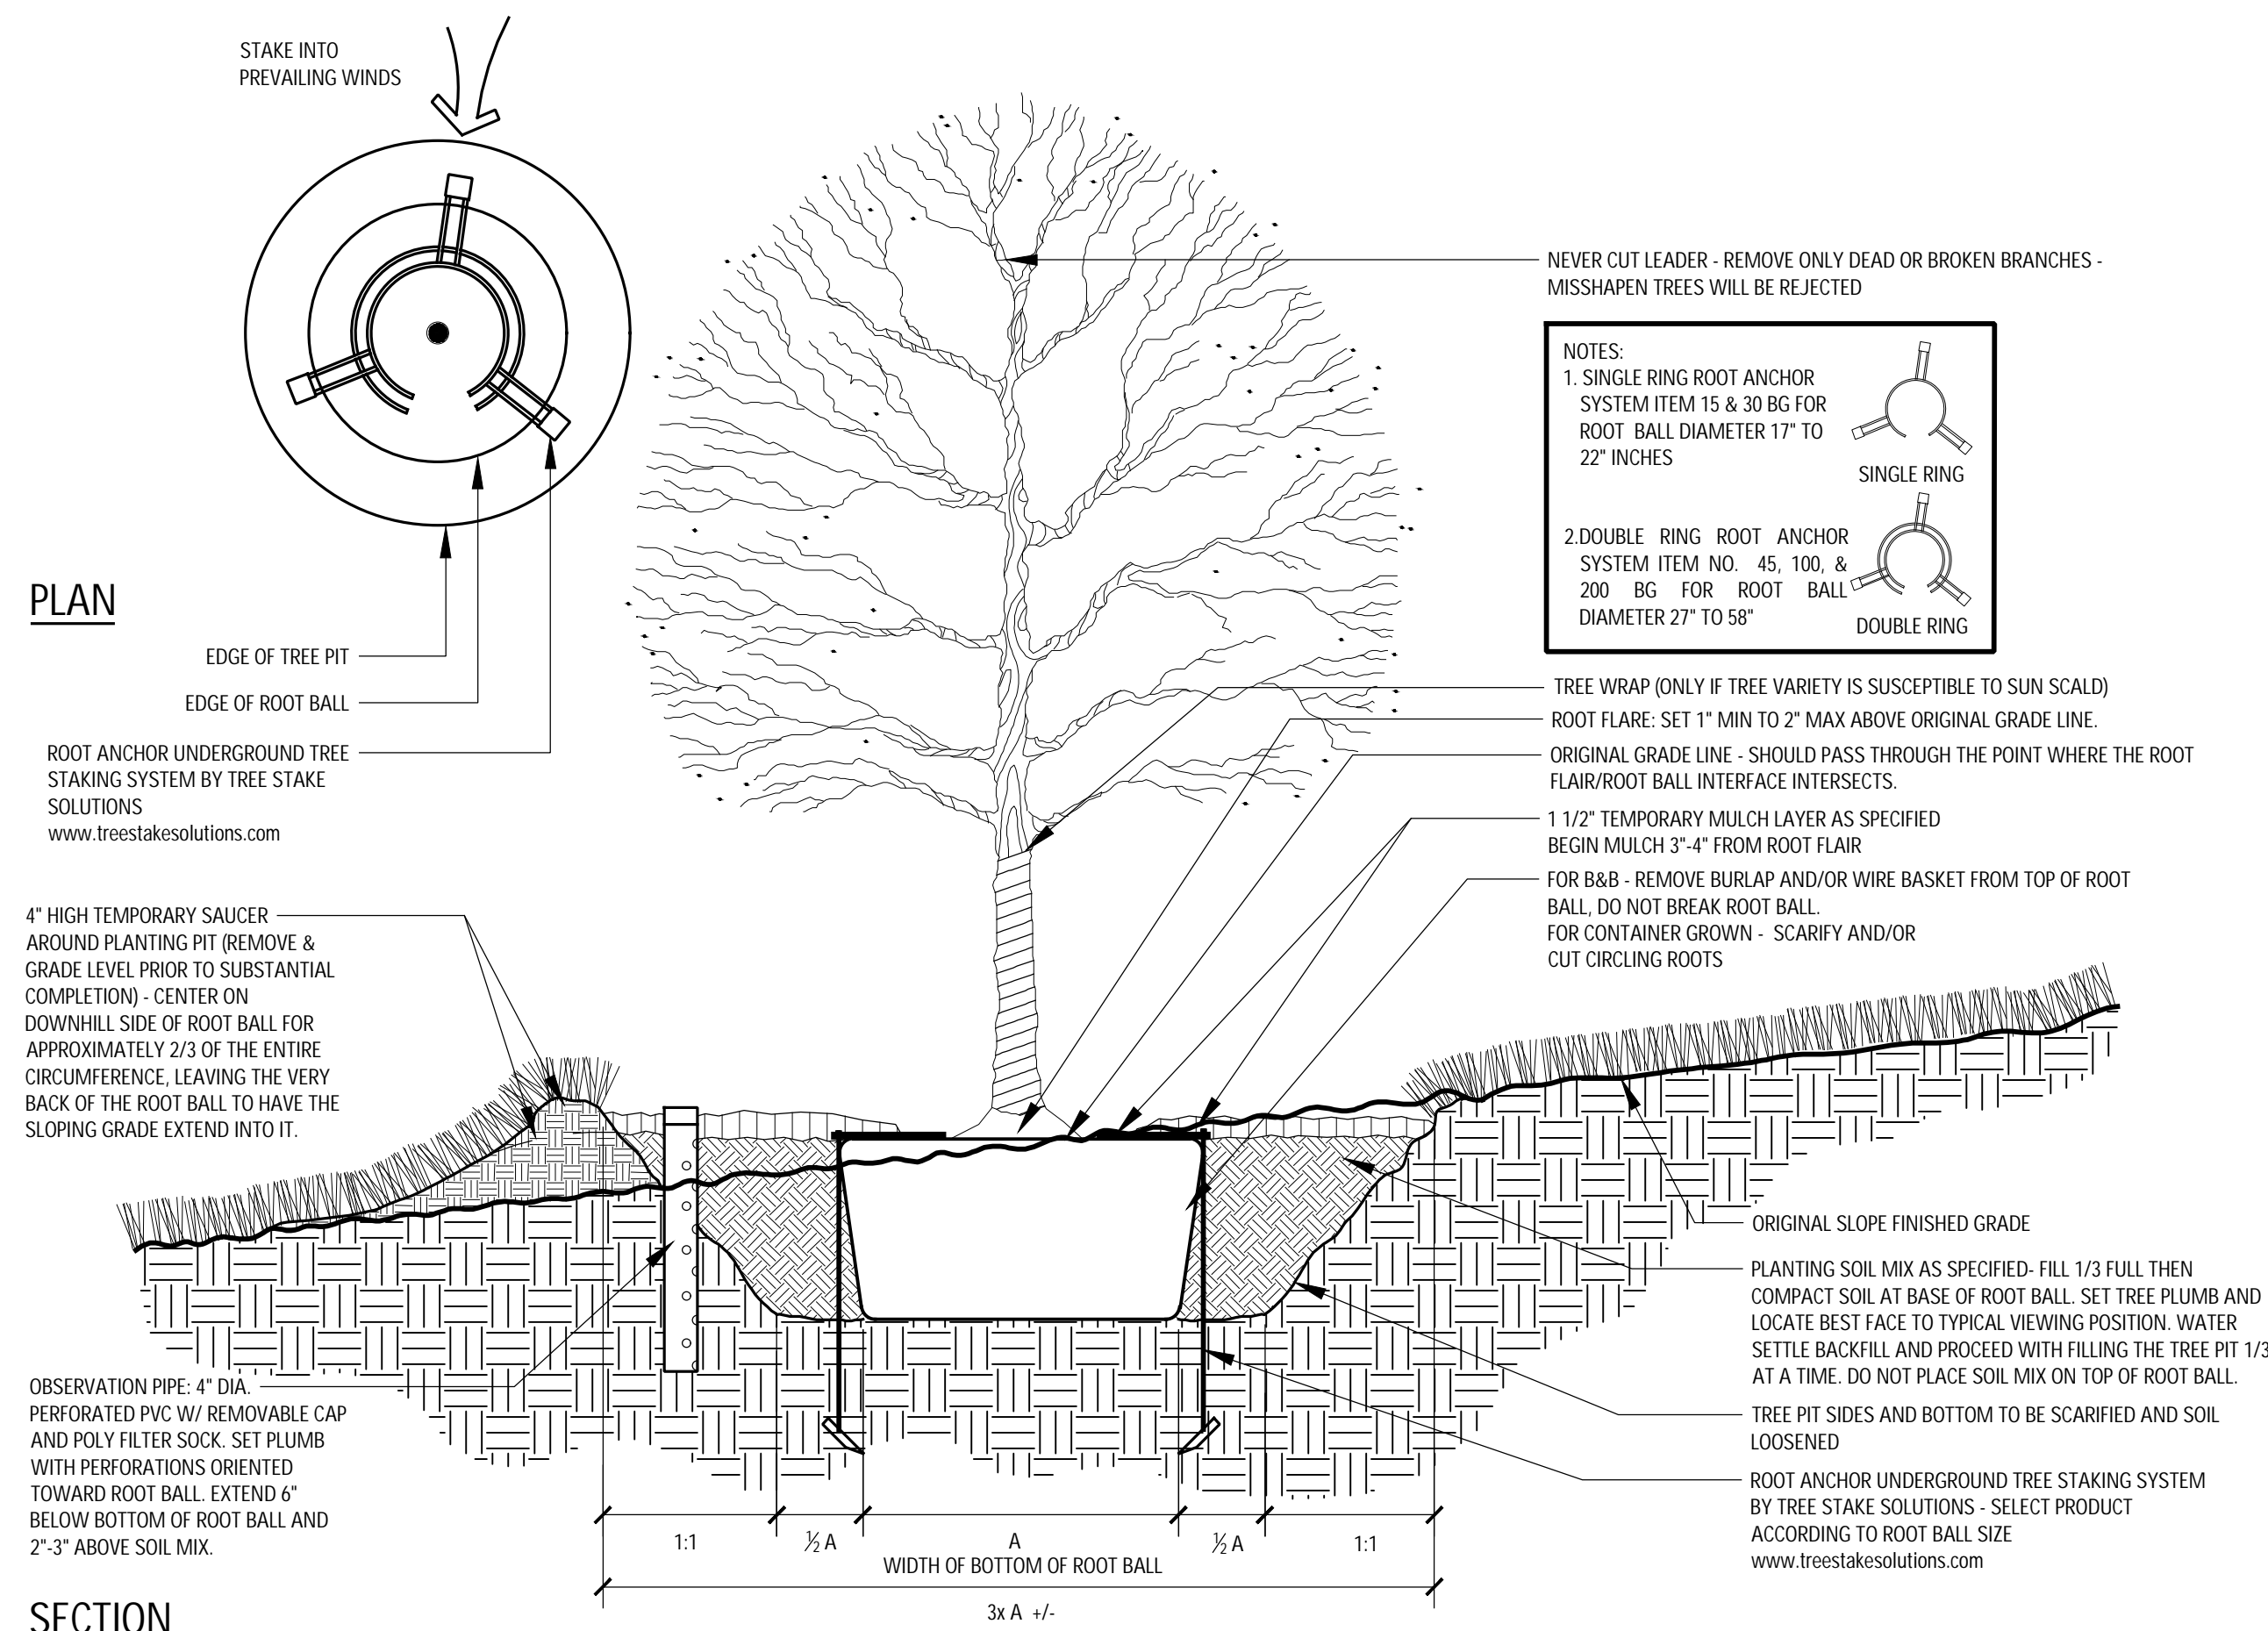 STAKE INTO
PREVAILING WINDS
PLAN
EDGE OF TREE PIT
EDGE OF ROOT BALL
ROOT ANCHOR UNDERGROUND TREE
STAKING SYSTEM BY TREE STAKE
SOLUTIONS
www.treestakesolutions.com
NEVER CUT LEADER - REMOVE ONLY DEAD OR BROKEN BRANCHES -
MISSHAPEN TREES WILL BE REJECTED
NOTES:
1. SINGLE RING ROOT ANCHOR
SYSTEM ITEM 15 & 30 BG FOR
ROOT BALL DIAMETER 17" TO
22" INCHES
SINGLE RING
2.DOUBLE RING ROOT ANCHOR
SYSTEM ITEM NO. 45, 100, &
200 BG FOR ROOT BALL
DIAMETER 27" TO 58"
DOUBLE RING
TREE WRAP (ONLY IF TREE VARIETY IS SUSCEPTIBLE TO SUN SCALD)
ROOT FLARE: SET 1" MIN TO 2" MAX ABOVE ORIGINAL GRADE LINE.
ORIGINAL GRADE LINE - SHOULD PASS THROUGH THE POINT WHERE THE ROOT
FLAIR/ROOT BALL INTERFACE INTERSECTS.
1 1/2" TEMPORARY MULCH LAYER AS SPECIFIED
BEGIN MULCH 3"-4" FROM ROOT FLAIR
FOR B&B - REMOVE BURLAP AND/OR WIRE BASKET FROM TOP OF ROOT
BALL, DO NOT BREAK ROOT BALL.
FOR CONTAINER GROWN - SCARIFY AND/OR
CUT CIRCLING ROOTS
4" HIGH TEMPORARY SAUCER
AROUND PLANTING PIT (REMOVE &
GRADE LEVEL PRIOR TO SUBSTANTIAL
COMPLETION) - CENTER ON
DOWNHILL SIDE OF ROOT BALL FOR
APPROXIMATELY 2/3 OF THE ENTIRE
CIRCUMFERENCE, LEAVING THE VERY
BACK OF THE ROOT BALL TO HAVE THE
SLOPING GRADE EXTEND INTO IT.
ORIGINAL SLOPE FINISHED GRADE
PLANTING SOIL MIX AS SPECIFIED- FILL 1/3 FULL THEN
COMPACT SOIL AT BASE OF ROOT BALL. SET TREE PLUMB AND
LOCATE BEST FACE TO TYPICAL VIEWING POSITION. WATER
SETTLE BACKFILL AND PROCEED WITH FILLING THE TREE PIT 1/3
AT A TIME. DO NOT PLACE SOIL MIX ON TOP OF ROOT BALL.
TREE PIT SIDES AND BOTTOM TO BE SCARIFIED AND SOIL
LOOSENED
ROOT ANCHOR UNDERGROUND TREE STAKING SYSTEM
BY TREE STAKE SOLUTIONS - SELECT PRODUCT
ACCORDING TO ROOT BALL SIZE
www.treestakesolutions.com
OBSERVATION PIPE: 4" DIA.
PERFORATED PVC W/ REMOVABLE CAP
AND POLY FILTER SOCK. SET PLUMB
WITH PERFORATIONS ORIENTED
TOWARD ROOT BALL. EXTEND 6"
BELOW BOTTOM OF ROOT BALL AND
2"-3" ABOVE SOIL MIX.
1:1 ½ A A ½ A 1:1
WIDTH OF BOTTOM OF ROOT BALL
3x A +/-
SECTION